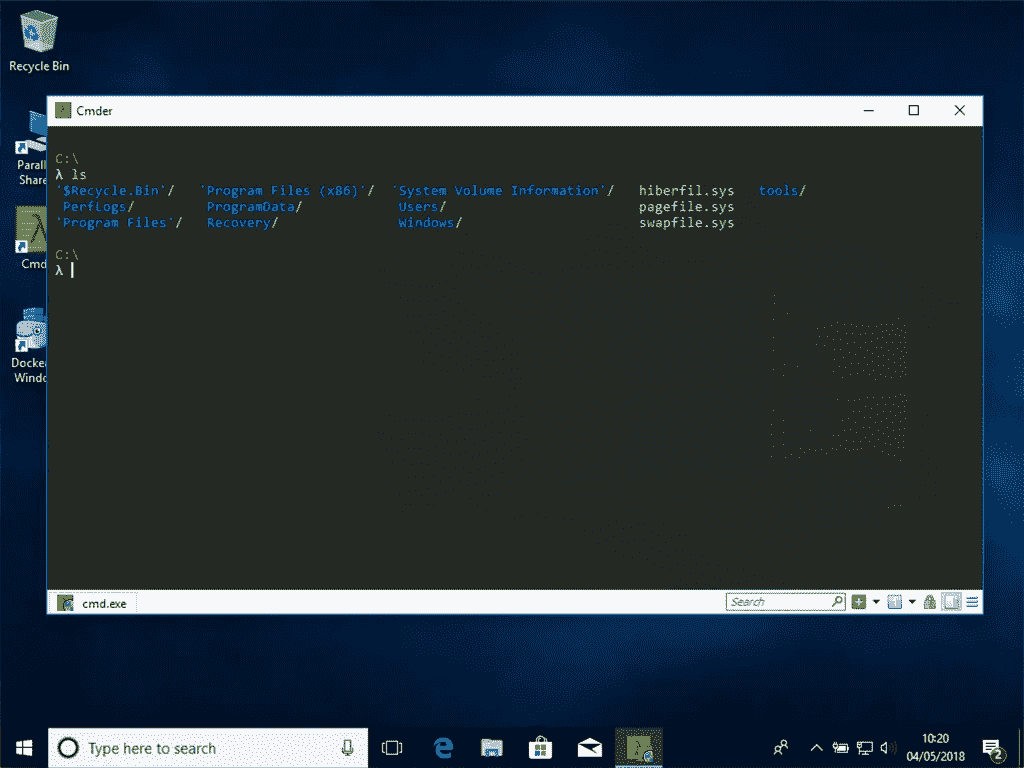 Recycle Bin
Cmder
Parall
Share
Cmd
Docke
Windo
C:\
λ ls
'$Recycle.Bin'/ 'Program Files (x86)'/ 'System Volume Information'/ hiberfil.sys tools/
PerfLogs/ ProgramData/ Users/ pagefile.sys
'Program Files'/ Recovery/ Windows/ swapfile.sys
C:\
λ
cmd.exe
Search
Type here to search
10:20
04/05/2018
2